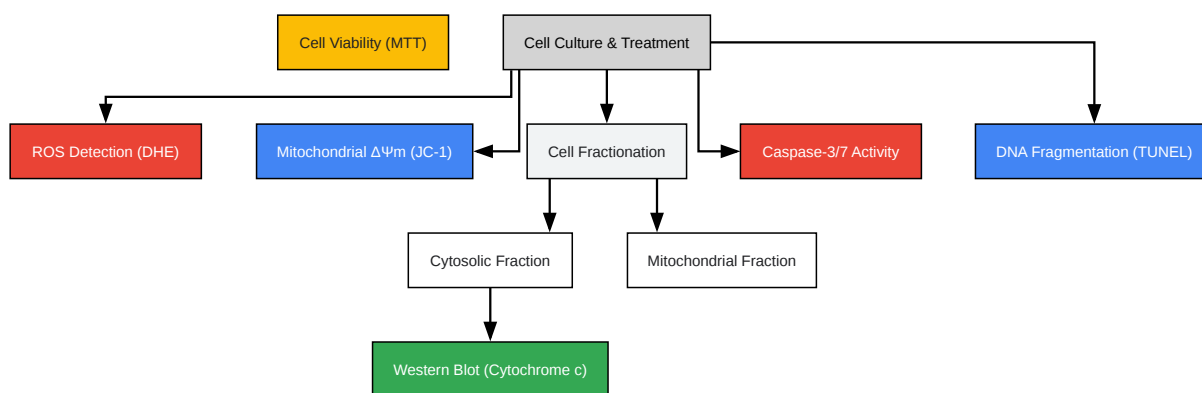 Cell Viability (MTT)
Cell Culture & Treatment
ROS Detection (DHE)
Mitochondrial ΔΨm (JC-1)
Cell Fractionation
Caspase-3/7 Activity
DNA Fragmentation (TUNEL)
Cytosolic Fraction
Mitochondrial Fraction
Western Blot (Cytochrome c)